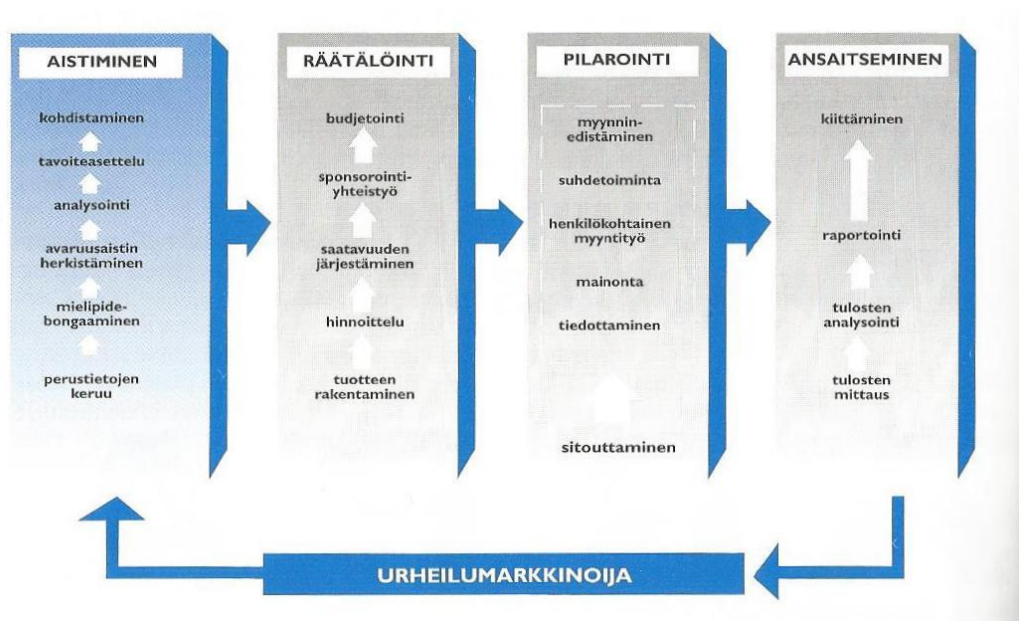 AISTIMINEN
kohdistaminen
tavoiteasettelu
analysointi
avaruusaistin
herkistäminen
mielipide-
bongaaminen
perustietojen
keruu
RÄÄTÄLÖINTI
budjetointi
sponsorointi-
yhteistyö
saatavuuden
järjestäminen
hinnoittelu
tuotteen
rakentaminen
PILAROINTI
myynnin-
edistäminen
suhdetoiminta
henkilökohtainen
myyntityö
mainonta
tiedottaminen
sitouttaminen
ANSAITSEMINEN
kiittäminen
raportointi
tulosten
analysointi
tulosten
mittaus
URHEILUMARKKINOIJA